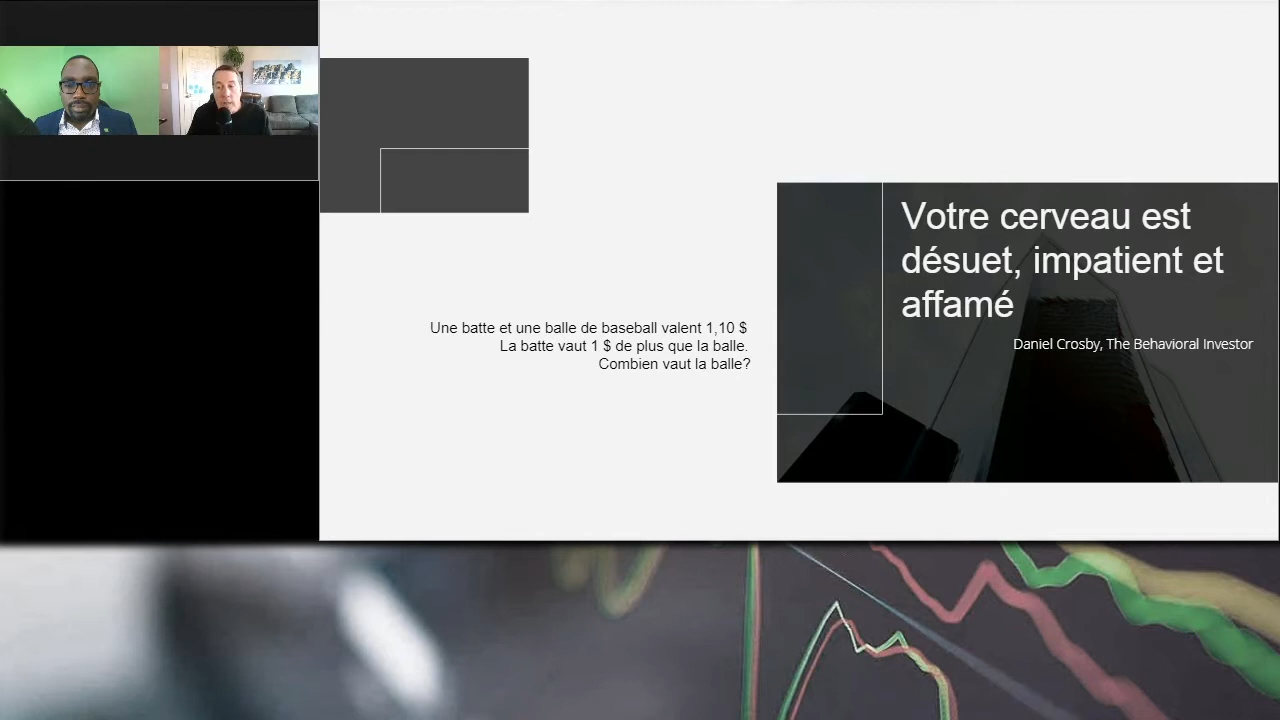 Votre cerveau est
désuet, impatient et
affamé
Daniel Crosby, The Behavioral Investor
Une batte et une balle de baseball valent 1,10 $
La batte vaut 1 $ de plus que la balle.
Combien vaut la balle?